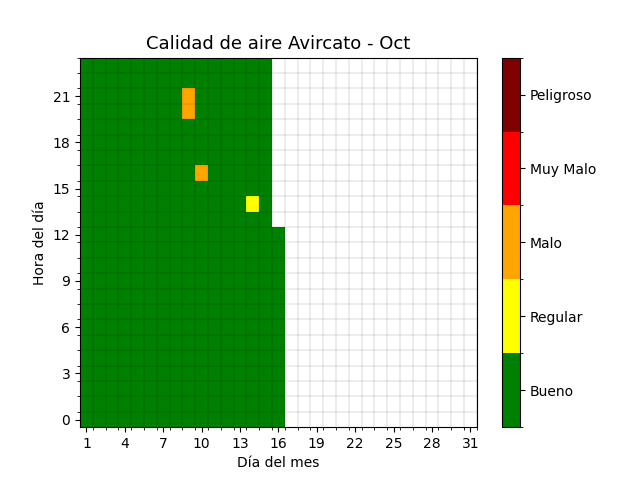 Calidad de aire Avircato - Oct
Peligroso
Muy Malo
Malo
Regular
Bueno
Hora del día
21
18
15
12
9
6
3
0
1 4 7 10 13 16 19 22 25 28 31
Día del mes